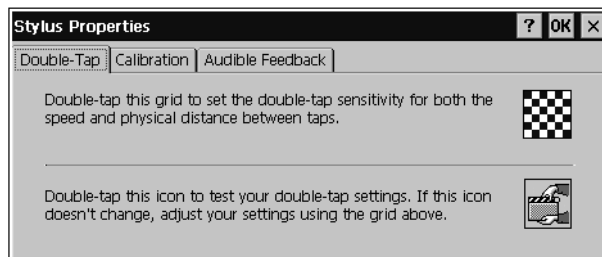 Stylus Properties ? OK ×
Double-Tap Calibration Audible Feedback
Double-tap this grid to set the double-tap sensitivity for both the
speed and physical distance between taps.
Double-tap this icon to test your double-tap settings. If this icon
doesn't change, adjust your settings using the grid above.